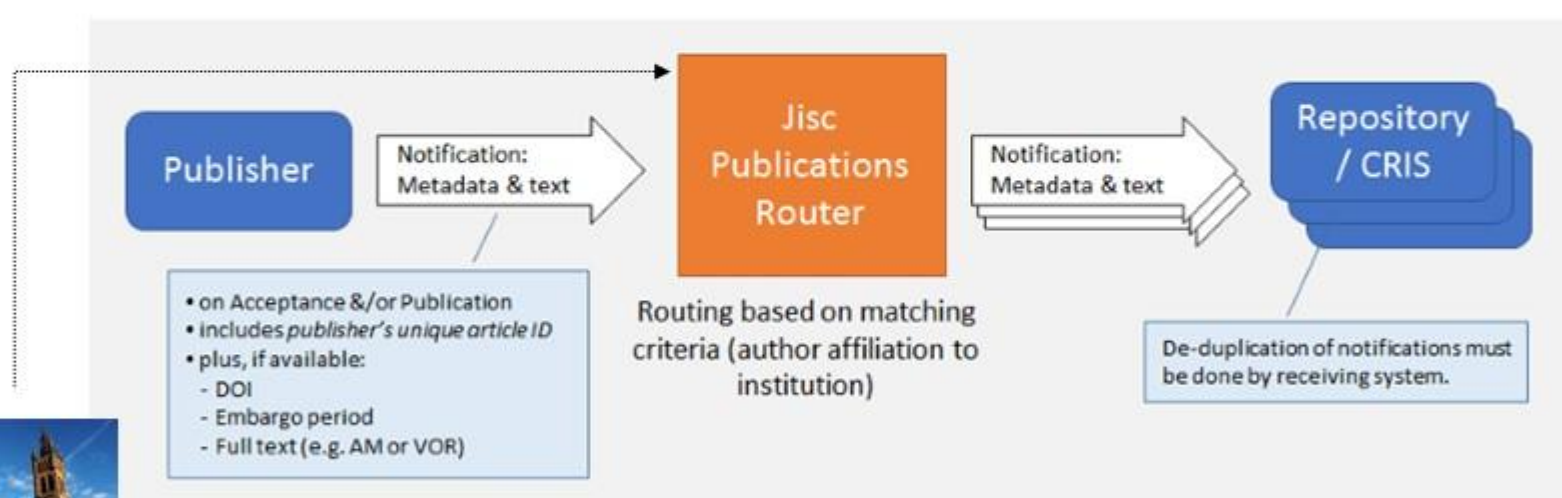 Publisher
Notification:
Metadata & text
• on Acceptance &/or Publication
• includes publisher's unique article ID
• plus, if available:
- DOI
- Embargo period
- Full text (e.g. AM or VOR)
Jisc
Publications
Router
Routing based on matching
criteria (author affiliation to
institution)
Notification:
Metadata & text
Repository
/ CRIS
De-duplication of notifications must
be done by receiving system.